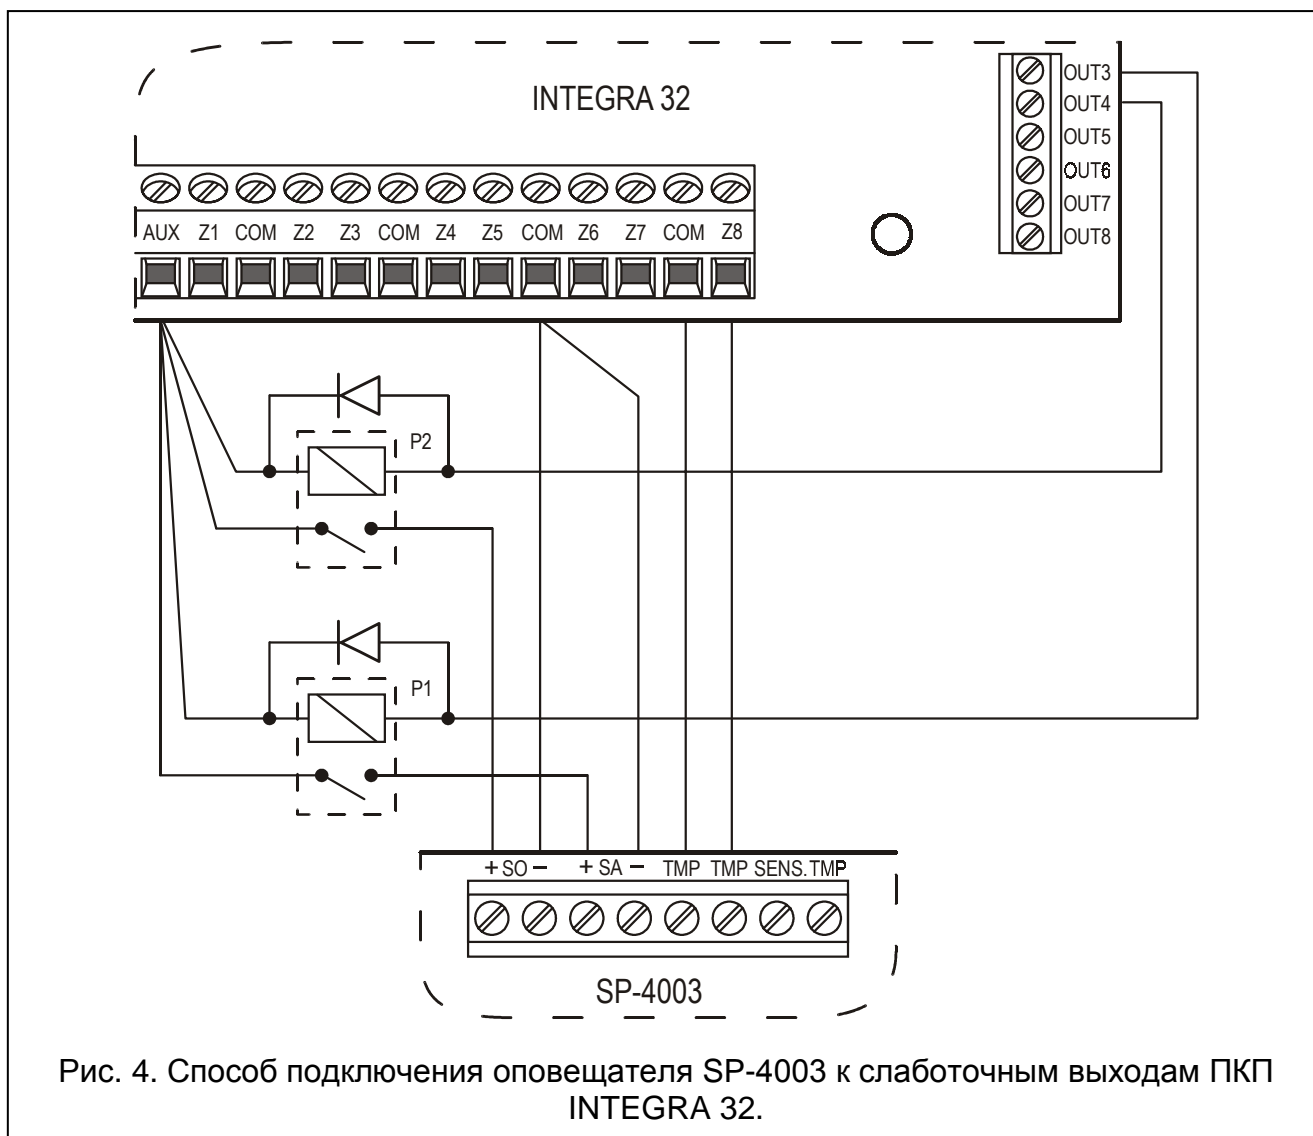 INTEGRA 32
OUT3
OUT4
OUT5
OUT6
OUT7
OUT8
AUX Z1 COM Z2 Z3 COM Z4 Z5 COM Z6 Z7 COM Z8
P2
P1
+ SO − + SA − TMP TMP SENS. TMP
SP-4003
Рис. 4. Способ подключения оповещателя SP-4003 к слаботочным выходам ПКП
INTEGRA 32.